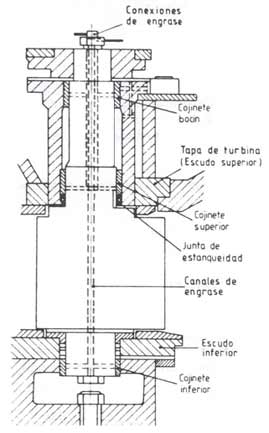 Conexiones
de engrase
Cojinete
boain
Tapa de turbina
(Escudo superior)
Cojinete
superior
Junta de
estanqueidad
Canales de
engrase
Escudo
inferior
Cojinete
inferior